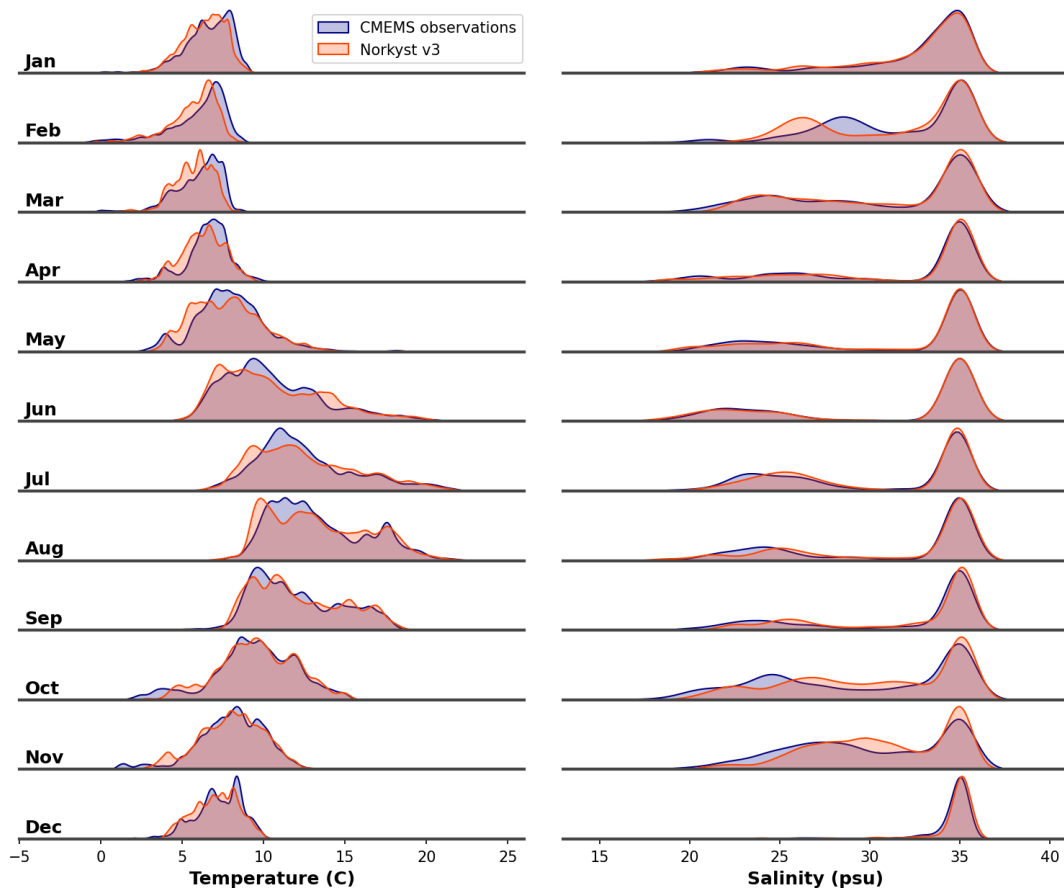 CMEMS observations
Norkyst v3
Jan
Feb
Mar
Apr
May
Jun
Jul
Aug
Sep
Oct
Nov
Dec
−5 0 5 10 15 20 25
15 20 25 30 35 40
Temperature (C)
Salinity (psu)